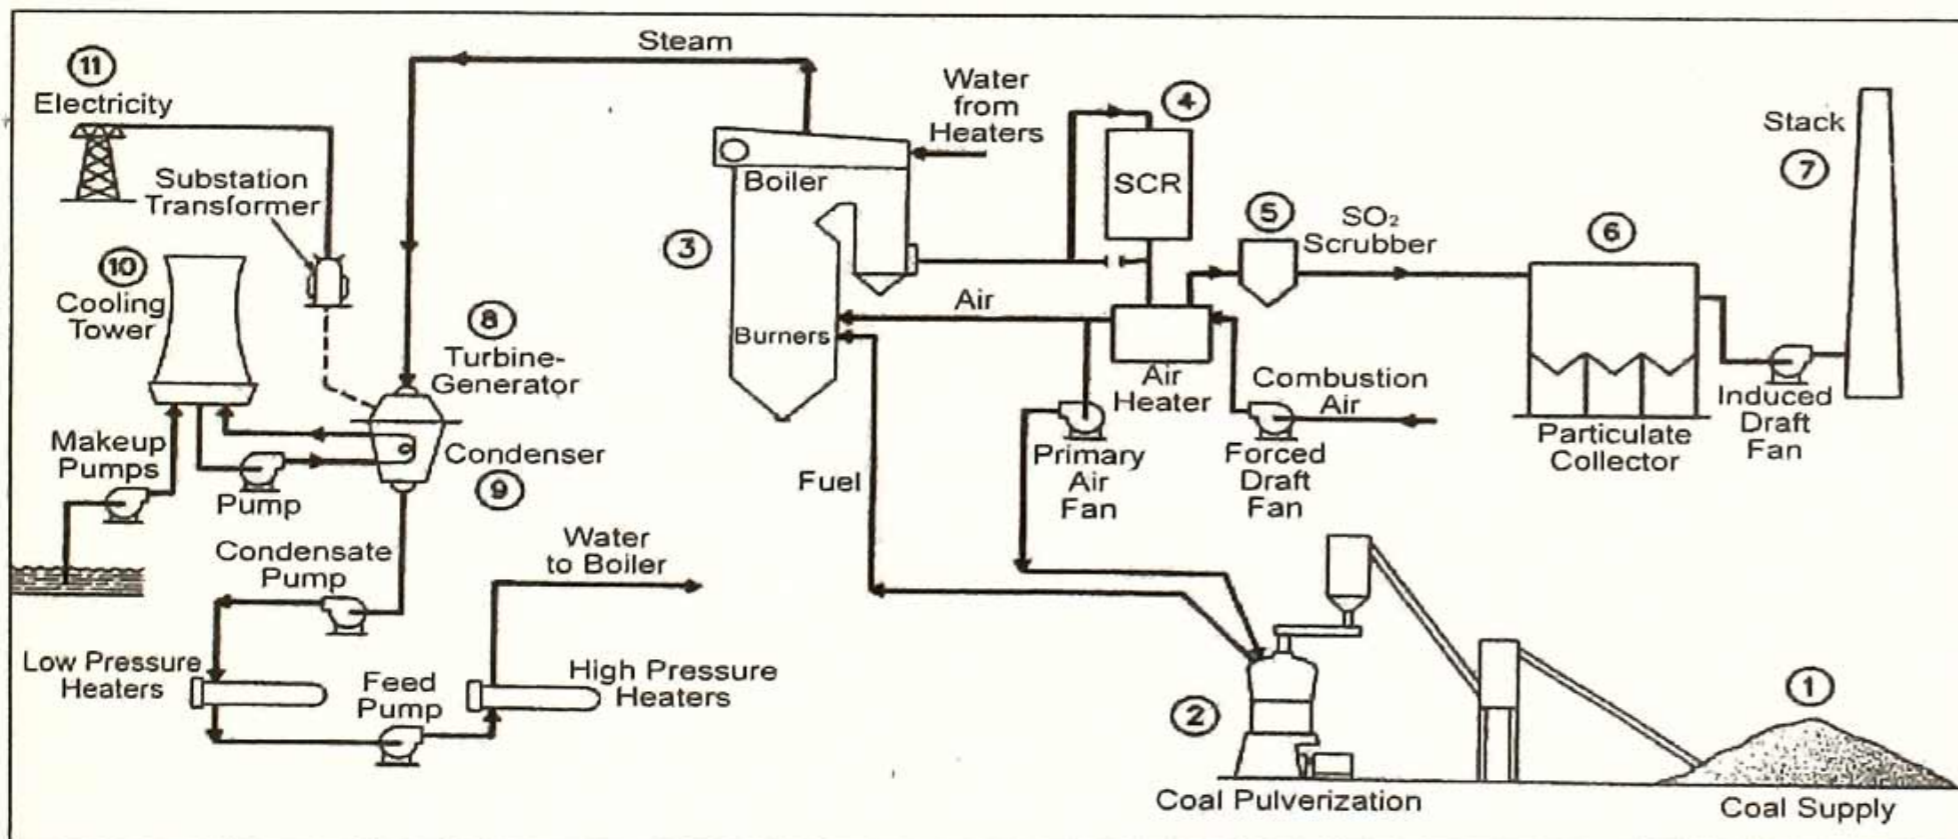 Steam
11
Electricity
Water
from
Heaters
4
Stack
7
Substation
Transformer
Boiler
SCR
5
SO₂
Scrubber
6
3
10
Cooling
Tower
Air
8
Turbine-
Generator
Burners
Air
Heater
Combustion
Air
Induced
Draft
Fan
Particulate
Collector
Makeup
Pumps
Pump
Condenser
9
Fuel
Primary
Air
Fan
Forced
Draft
Fan
Condensate
Pump
Water
to Boiler
Low Pressure
Heaters
Feed
Pump
High Pressure
Heaters
2
1
Coal Pulverization
Coal Supply